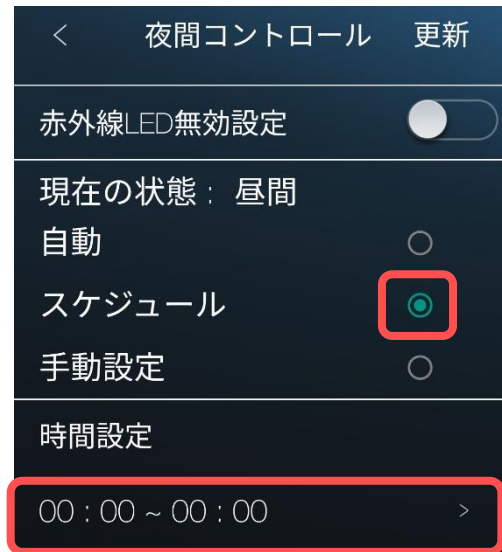 < 夜間コントロール 更新
赤外線LED無効設定
現在の状態 : 昼間
自動
スケジュール
手動設定
時間設定
00 : 00 ~ 00 : 00 >